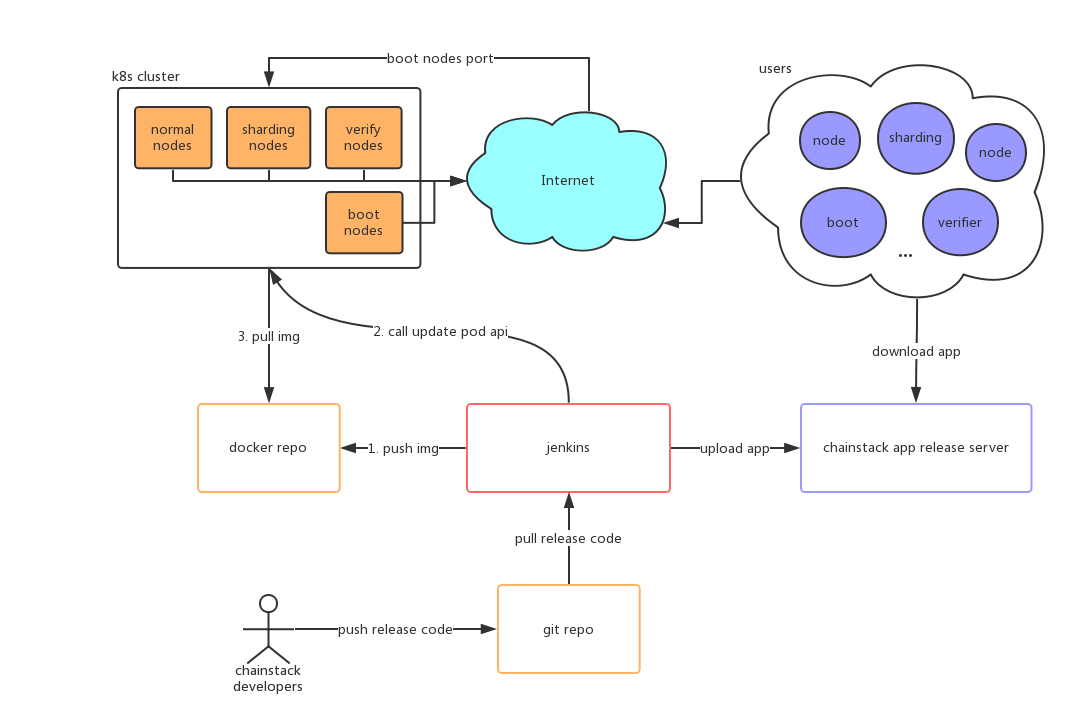 boot nodes port
users
k8s cluster
normal
nodes
sharding
nodes
verify
nodes
boot
nodes
Internet
node
sharding
node
boot
verifier
...
3. pull img
2. call update pod api
download app
docker repo
1. push img
jenkins
upload app
chainstack app release server
pull release code
push release code
git repo
chainstack
developers